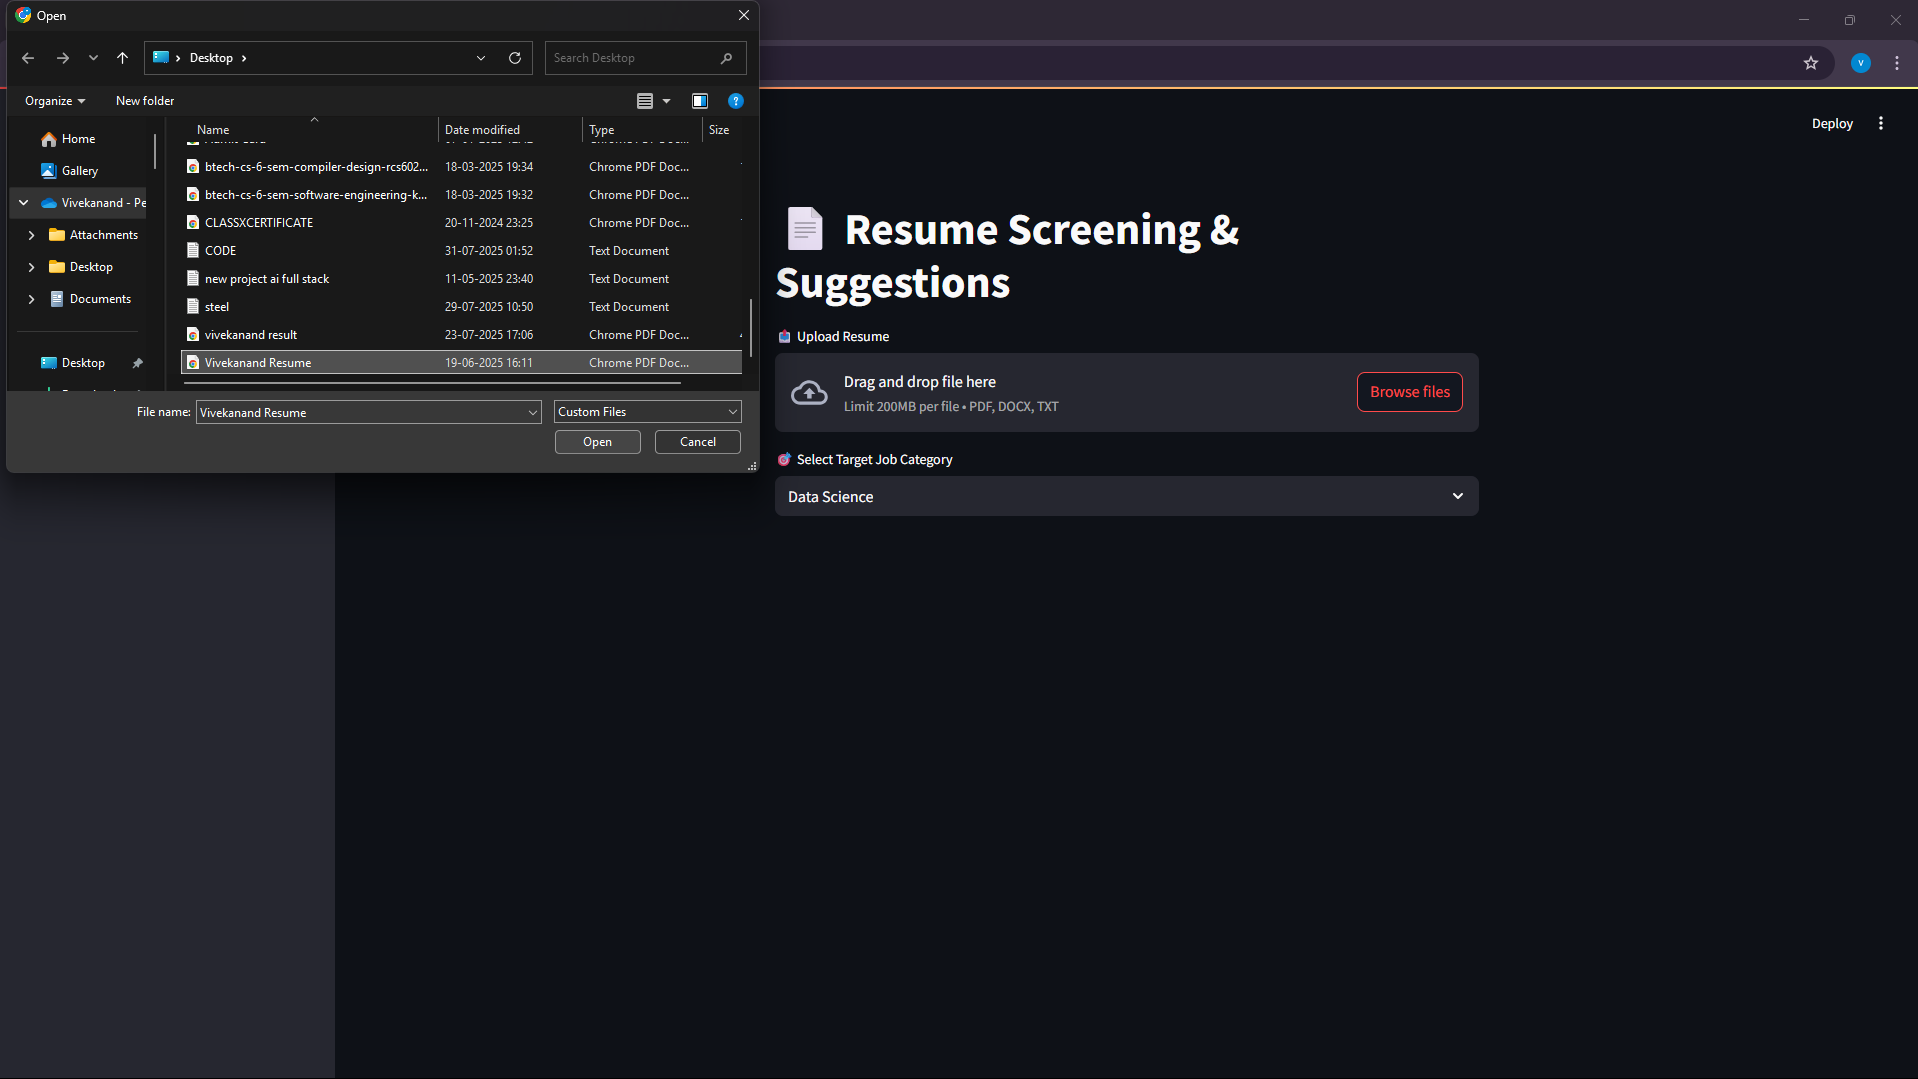 Open
Desktop
Search Desktop
Organize
New folder
Name
Date modified
Type
Size
Home
Gallery
Vivekanand - Pe
Attachments
Desktop
Documents
Desktop
btech-cs-6-sem-compiler-design-rcs602... 18-03-2025 19:34 Chrome PDF Doc...
btech-cs-6-sem-software-engineering-k... 18-03-2025 19:32 Chrome PDF Doc...
CLASSXCERTIFICATE 20-11-2024 23:25 Chrome PDF Doc...
CODE 31-07-2025 01:52 Text Document
new project ai full stack 11-05-2025 23:40 Text Document
steel 29-07-2025 10:50 Text Document
vivekanand result 23-07-2025 17:06 Chrome PDF Doc...
Vivekanand Resume 19-06-2025 16:11 Chrome PDF Doc...
File name: Vivekanand Resume
Custom Files
Open
Cancel
V
Deploy
Resume Screening &
Suggestions
Upload Resume
Drag and drop file here
Limit 200MB per file • PDF, DOCX, TXT
Browse files
Select Target Job Category
Data Science